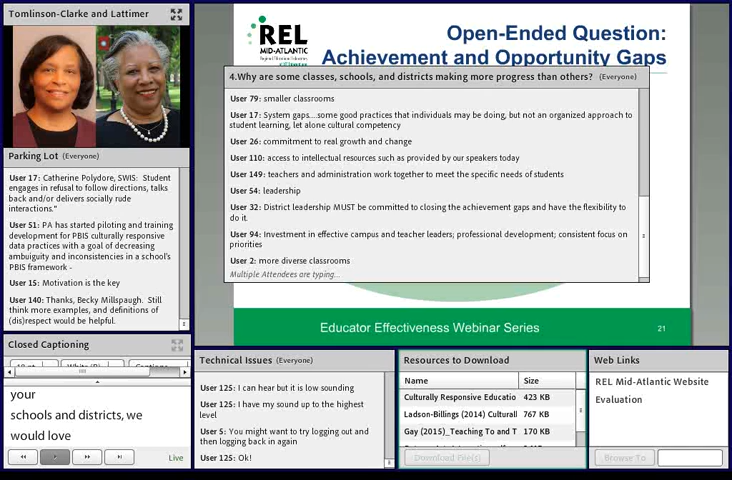 Tomlinson-Clarke and Lattimer
Parking Lot (Everyone)
User 17: Catherine Polydore, SWIS: Student
engages in refusal to follow directions, talks
back and/or delivers socially rude
interactions."
User 51: PA has started piloting and training
development for PBIS culturally responsive
data practices with a goal of decreasing
ambiguity and inconsistencies in a school's
PBIS framework -
User 15: Motivation is the key
User 140: Thanks, Becky Millspaugh. Still
think more examples, and definitions of
(dis)respect would be helpful.
Closed Captioning
your
schools and districts, we
would love
Live
REL
MID-ATLANTIC
Open-Ended Question:
Achievement and Opportunity Gaps
4.Why are some classes, schools, and districts making more progress than others? (Everyone)
User 79: smaller classrooms
User 17: System gaps....some good practices that individuals may be doing, but not an organized approach to
student learning, let alone cultural competency
User 26: commitment to real growth and change
User 110: access to intellectual resources such as provided by our speakers today
User 149: teachers and administration work together to meet the specific needs of students
User 54: leadership
User 32: District leadership MUST be committed to closing the achievement gaps and have the flexibility to
do it.
User 94: Investment in effective campus and teacher leaders; professional development; consistent focus on
priorities
User 2: more diverse classrooms
Multiple Attendees are typing...
Educator Effectiveness Webinar Series
21
Technical Issues (Everyone)
User 125: I can hear but it is low sounding
User 125: I have my sound up to the highest
level
User 5: You might want to try logging out and
then logging back in again
User 125: Ok!
Resources to Download
Name Size
Culturally Responsive Educatio 423 KB
Ladson-Billings (2014) Culturall 767 KB
Gay (2015)_Teaching To and T 170 KB
Download File(s)
Web Links
REL Mid-Atlantic Website
Evaluation
Browse To